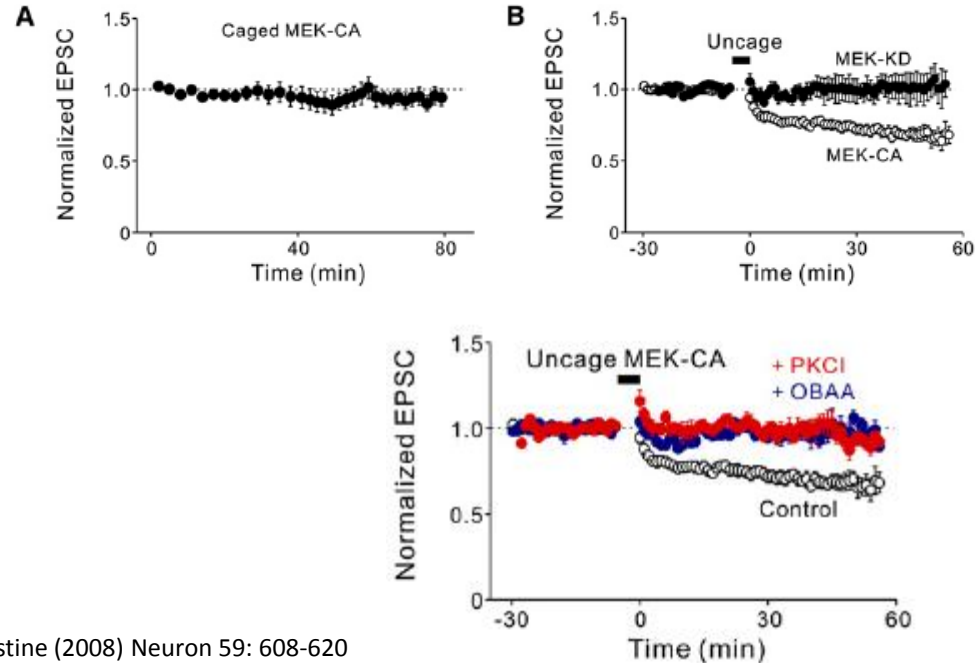 A
1.5
Caged MEK-CA
1.0
0.5
0
0
40
80
Normalized EPSC
Time (min)
B
1.5
Uncage
MEK-KD
1.0
MEK-CA
0.5
0
-30
0
30
60
Normalized EPSC
Time (min)
1.5
Uncage MEK-CA
+ PKCI
+ OBAA
1.0
Control
0.5
0
-30
0
30
60
Normalized EPSC
Time (min)
stine (2008) Neuron 59: 608-620